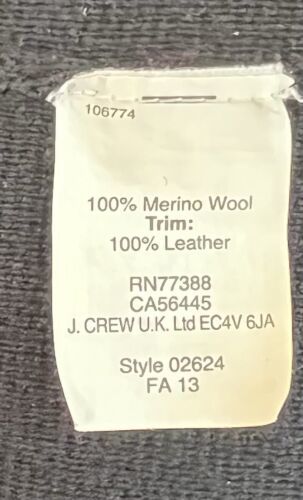 106774
100% Merino Wool
Trim:
100% Leather
RN77388
CA56445
J. CREW U.K. Ltd EC4V 6JA
Style 02624
FA 13